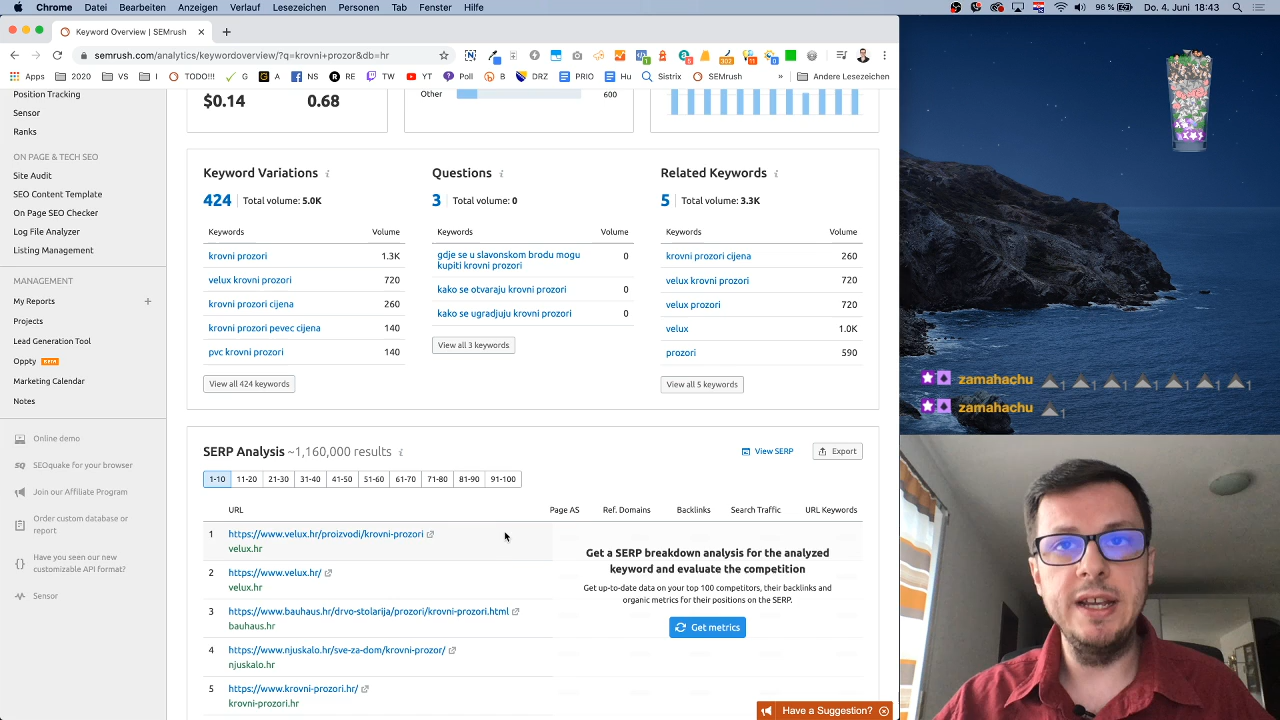 Chrome Datei Bearbeiten Anzeigen Verlauf Lesezeichen Personen Tab Fenster Hilfe 96 % Do. 4. Juni 18:43
Keyword Overview | SEMrush
semrush.com/analytics/keywordoverview/?q=krovni+prozor&db=hr
Apps 2020 VS I TODO!!! G A NS RE TW YT Poll B DRZ PRIO Hu Sistrix SEMrush » Andere Lesezeichen
Position Tracking
Sensor
Ranks
ON PAGE & TECH SEO
Site Audit
SEO Content Template
On Page SEO Checker
Log File Analyzer
Listing Management
MANAGEMENT
My Reports
Projects
Lead Generation Tool
Oppty BETA
Marketing Calendar
Notes
Online demo
SEOquake for your browser
Join our Affiliate Program
Order custom database or
report
Have you seen our new
customizable API format?
Sensor
$0.14 0.68
Other 600
Keyword Variations
424 Total volume: 5.0K
Keywords Volume
krovni prozori 1.3K
velux krovni prozori 720
krovni prozori cijena 260
krovni prozori pevec cijena 140
pvc krovni prozori 140
View all 424 keywords
Questions
3 Total volume: 0
Keywords Volume
gdje se u slavonskom brodu mogu
kupiti krovni prozori 0
kako se otvaraju krovni prozori 0
kako se ugradjuju krovni prozori 0
View all 3 keywords
Related Keywords
5 Total volume: 3.3K
Keywords Volume
krovni prozori cijena 260
velux krovni prozori 720
velux prozori 720
velux 1.0K
prozori 590
View all 5 keywords
SERP Analysis ~1,160,000 results
View SERP Export
1-10 11-20 21-30 31-40 41-50 51-60 61-70 71-80 81-90 91-100
URL Page AS Ref. Domains Backlinks Search Traffic URL Keywords
1 https://www.velux.hr/proizvodi/krovni-prozori
velux.hr
2 https://www.velux.hr/
velux.hr
3 https://www.bauhaus.hr/drvo-stolarija/prozori/krovni-prozori.html
bauhaus.hr
4 https://www.njuskalo.hr/sve-za-dom/krovni-prozor/
njuskalo.hr
5 https://www.krovni-prozori.hr/
krovni-prozori.hr
Get a SERP breakdown analysis for the analyzed
keyword and evaluate the competition
Get up-to-date data on your top 100 competitors, their backlinks and
organic metrics for their positions on the SERP.
Get metrics
Have a Suggestion?
zamahachu 1 1 1 1 1 1 1
zamahachu 1